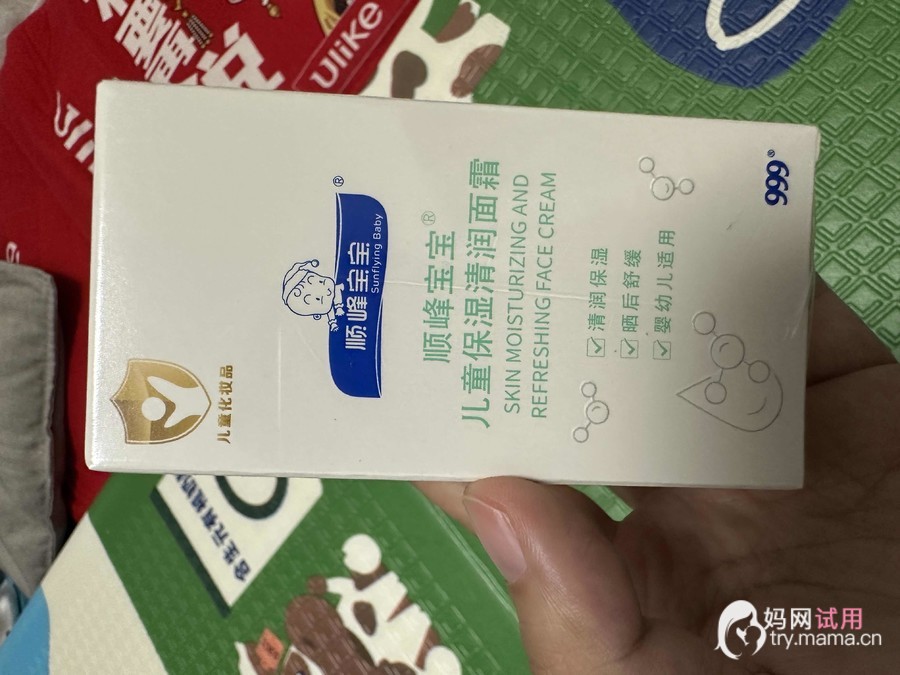 顺峰宝宝
Sunflying Baby
®
顺峰宝宝®
儿童保湿清润面霜
SKIN MOISTURIZING AND
REFRESHING FACE CREAM
清润保湿
晒后舒缓
婴幼儿适用
999®
儿童化妆品
Ulike
妈网试用
try.mama.cn